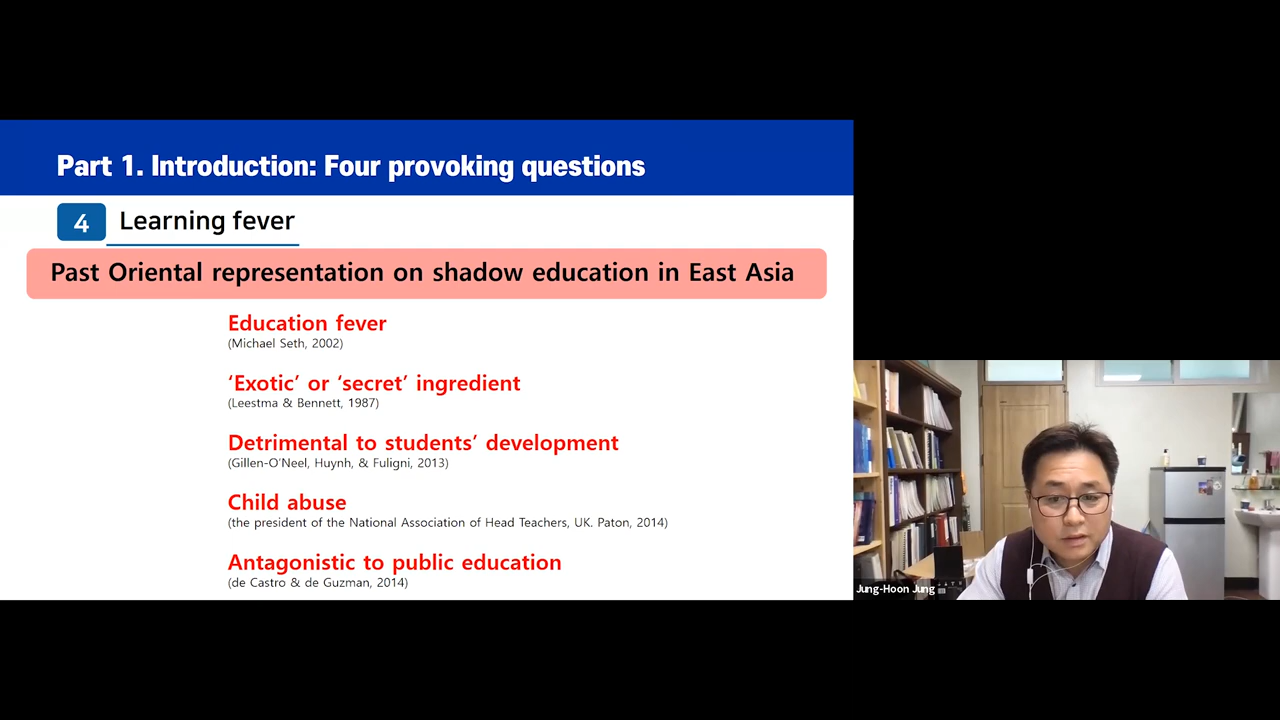 Part 1. Introduction: Four provoking questions
4 Learning fever
Past Oriental representation on shadow education in East Asia
Education fever
(Michael Seth, 2002)
‘Exotic’ or ‘secret’ ingredient
(Leestma & Bennett, 1987)
Detrimental to students’ development
(Gillen-O’Neel, Huynh, & Fuligni, 2013)
Child abuse
(the president of the National Association of Head Teachers, UK. Paton, 2014)
Antagonistic to public education
(de Castro & de Guzman, 2014)
Jung-Hoon Jung